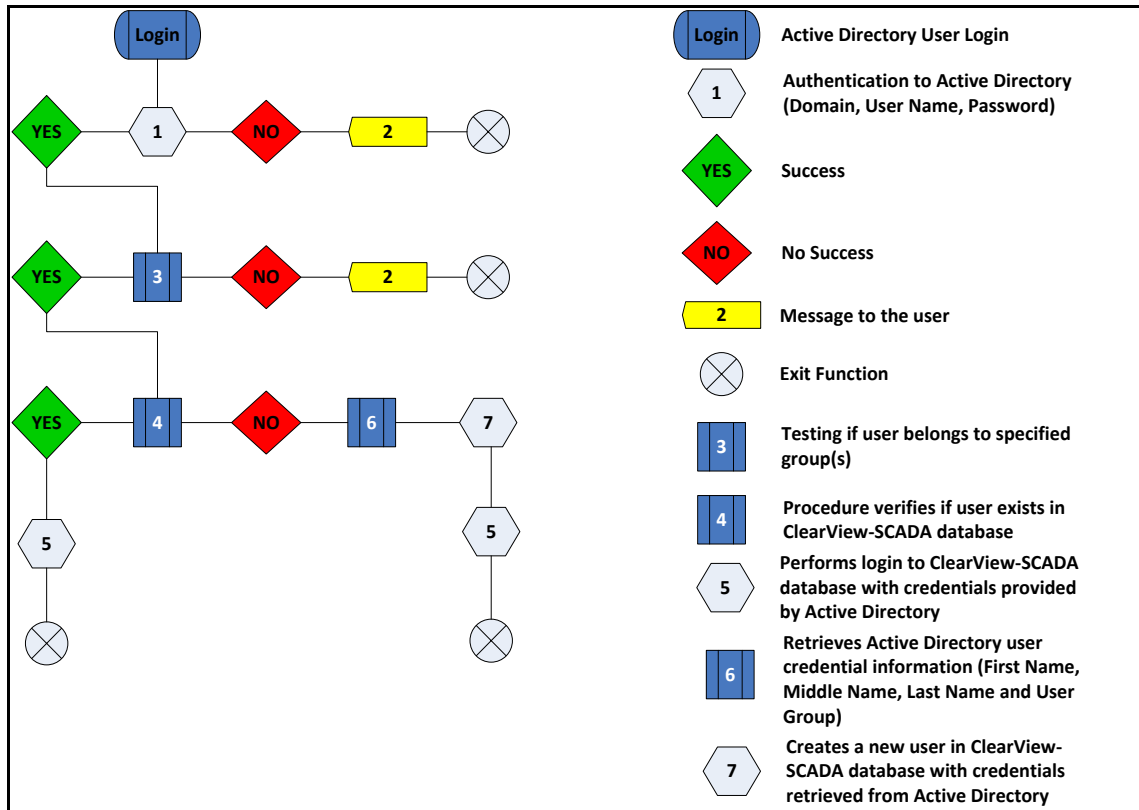 Login
YES
1
NO
2
YES
3
NO
2
YES
4
NO
6
7
5
5
Login
Active Directory User Login
1
Authentication to Active Directory
(Domain, User Name, Password)
YES
Success
NO
No Success
2
Message to the user
Exit Function
3
Testing if user belongs to specified
group(s)
4
Procedure verifies if user exists in
ClearView-SCADA database
5
Performs login to ClearView-SCADA
database with credentials provided
by Active Directory
6
Retrieves Active Directory user
credential information (First Name,
Middle Name, Last Name and User
Group)
7
Creates a new user in ClearView-
SCADA database with credentials
retrieved from Active Directory